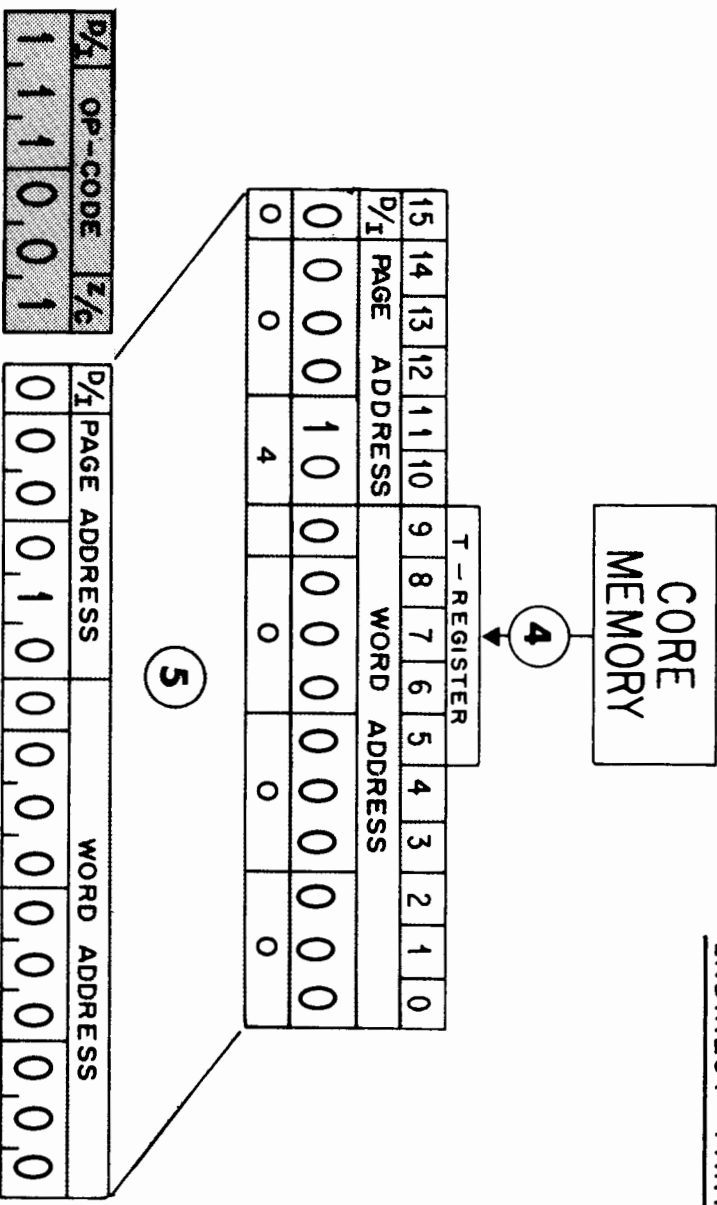 CORE
MEMORY
4
T-REGISTER
15 14 13 12 11 10 9 8 7 6 5 4 3 2 1 0
D/I PAGE ADDRESS WORD ADDRESS
0 0 0 0 1 0 0 0 0 0 0 0 0 0 0 0
0 0 4 0 0 0
5
D/I OP-CODE Z/C D/I PAGE ADDRESS WORD ADDRESS
1 1 1 0 0 1 0 0 0 0 1 0 0 0 0 0 0 0 0 0 0 0